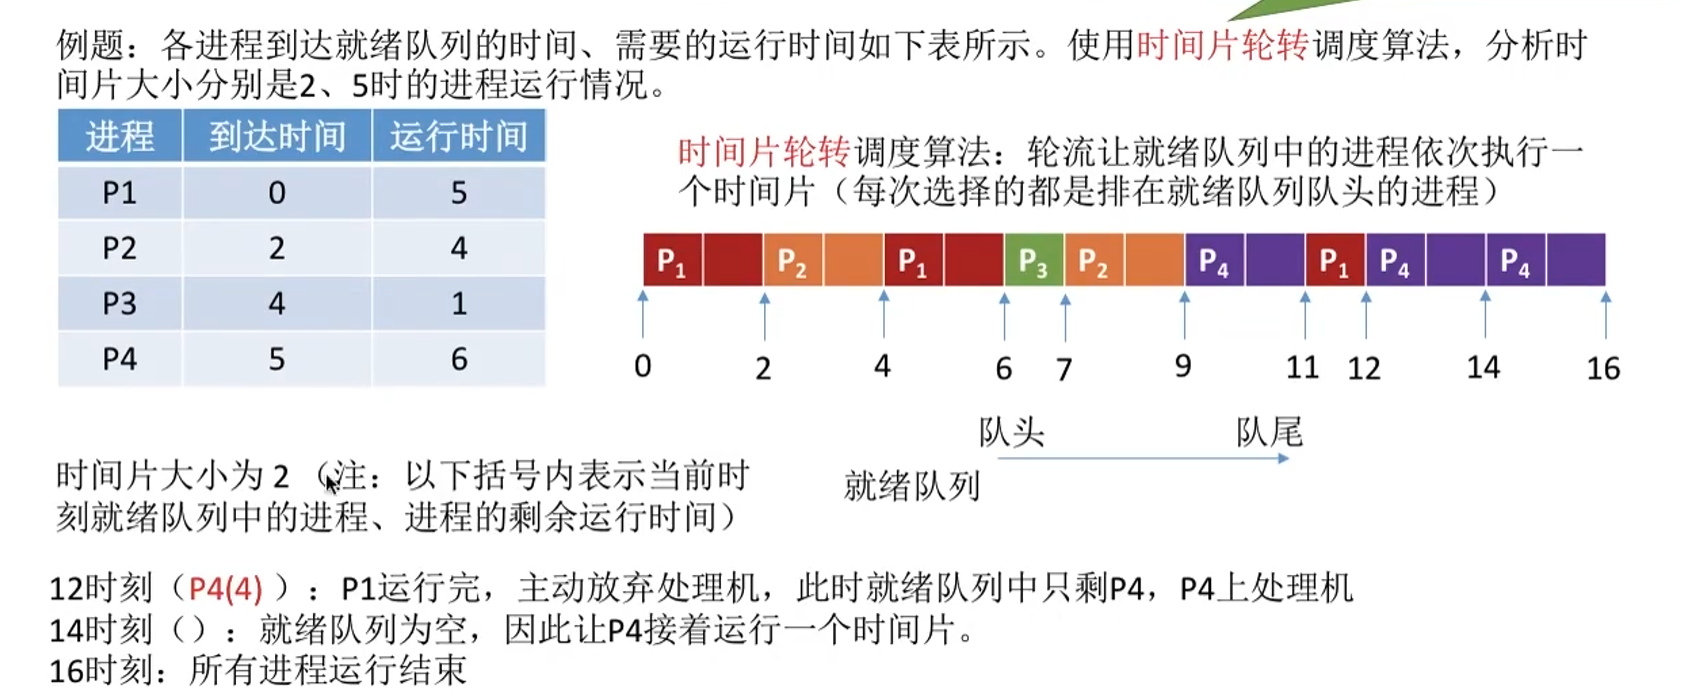 例题：各进程到达就绪队列的时间、需要的运行时间如下表所示。使用时间片轮转调度算法，分析时
间片大小分别是2、5时的进程运行情况。
进程 到达时间 运行时间
P1 0 5
P2 2 4
P3 4 1
P4 5 6
时间片轮转调度算法：轮流让就绪队列中的进程依次执行一
个时间片（每次选择的都是排在就绪队列队头的进程）
P1 P2 P1 P3 P2 P4 P1 P4 P4
0 2 4 6 7 9 11 12 14 16
队头 队尾
就绪队列
时间片大小为 2 （注：以下括号内表示当前时
刻就绪队列中的进程、进程的剩余运行时间）
12时刻（P4(4) ）：P1运行完，主动放弃处理机，此时就绪队列中只剩P4，P4上处理机
14时刻（）：就绪队列为空，因此让P4接着运行一个时间片。
16时刻：所有进程运行结束